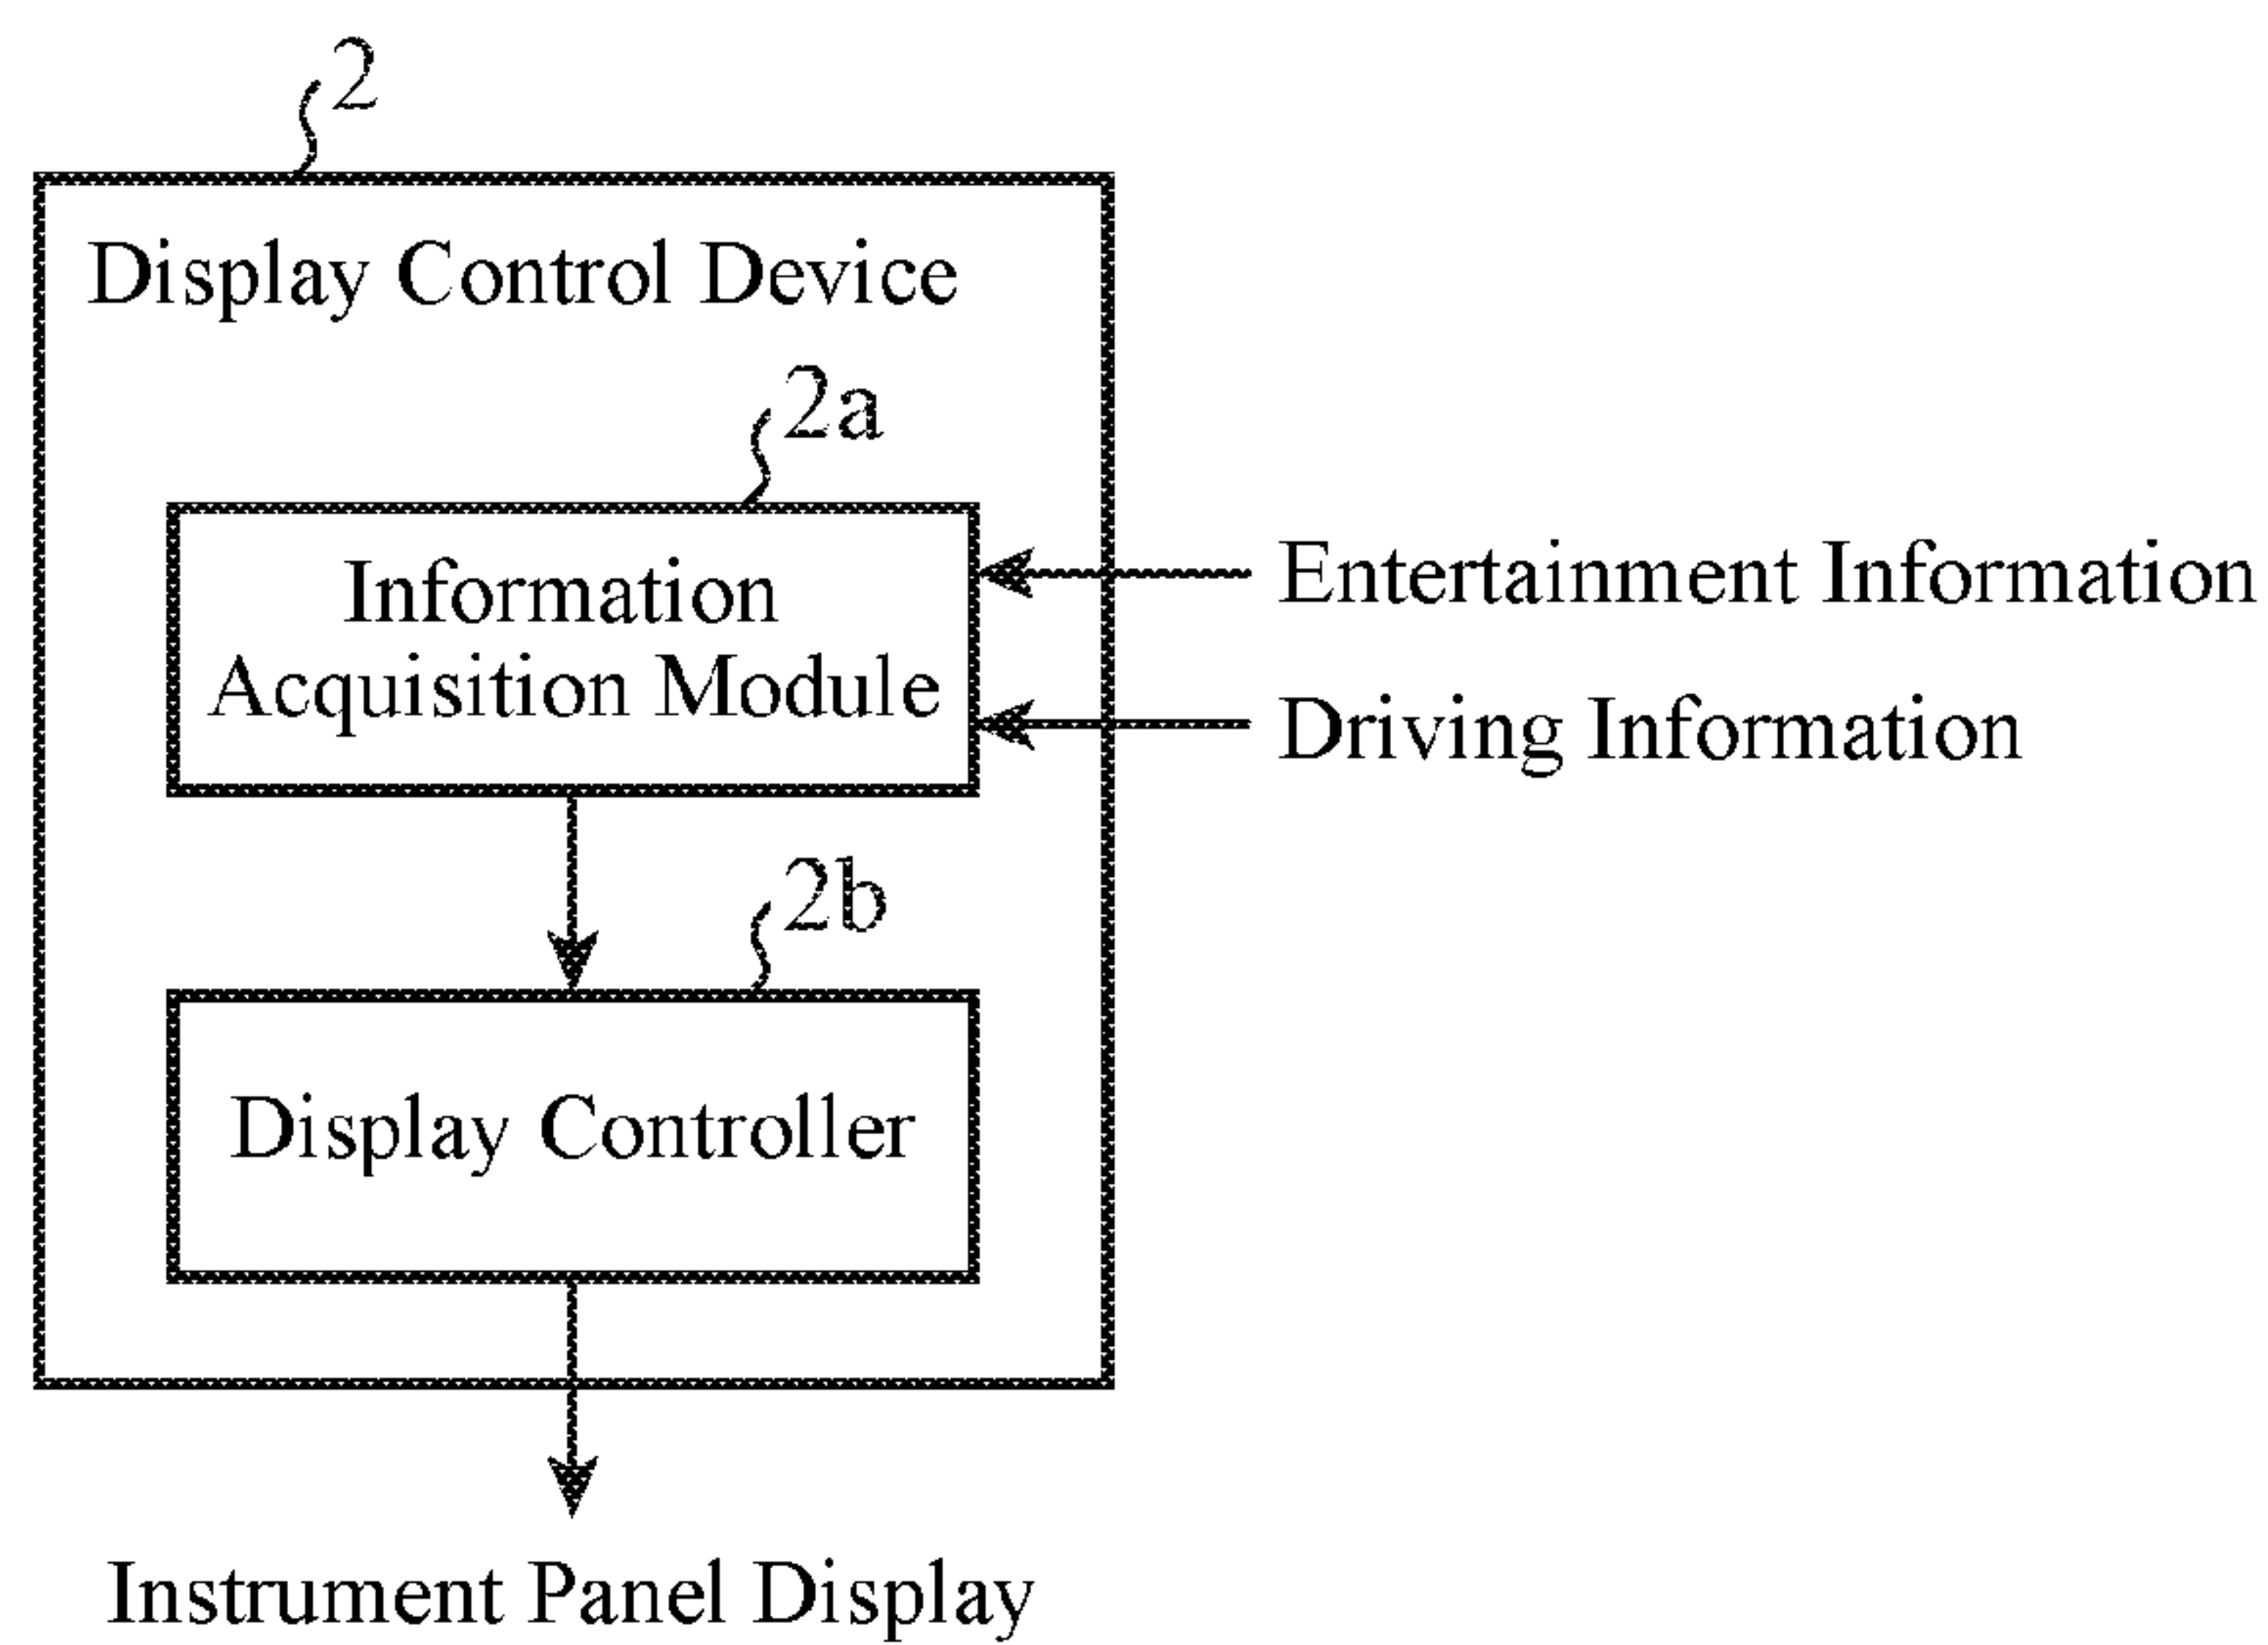 2
Display Control Device
2a
Information
Acquisition Module
Entertainment Information
Driving Information
2b
Display Controller
Instrument Panel Display